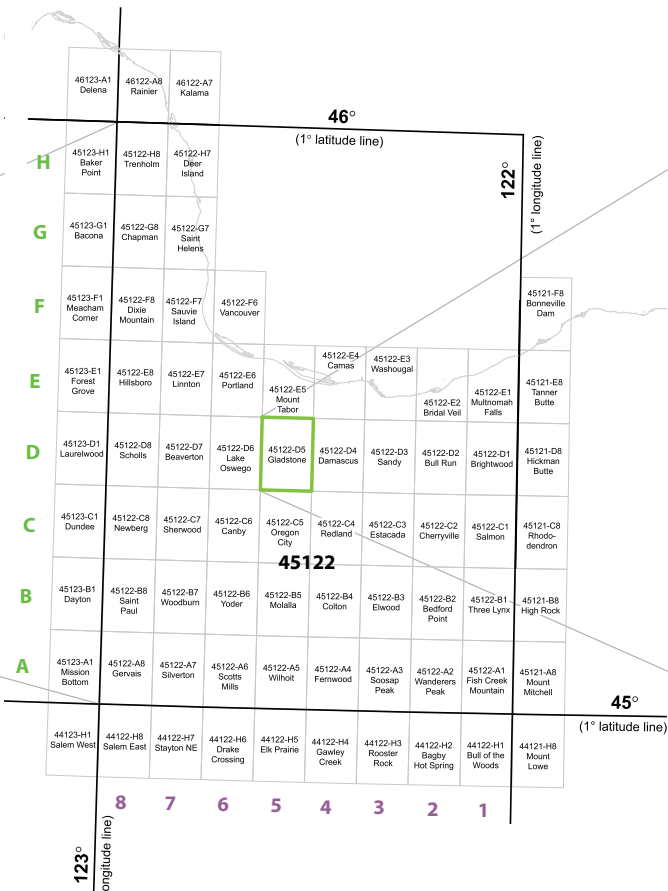 46123-A1
Delena
46122-A8
Rainier
46122-A7
Kalama
46°
(1° latitude line)
122°
(1° longitude line)
H
45123-H1
Baker
Point
45122-H8
Trenholm
45122-H7
Deer
Island
G
45123-G1
Bacona
45122-G8
Chapman
45122-G7
Saint
Helens
F
45123-F1
Meacham
Corner
45122-F8
Dixie
Mountain
45122-F7
Sauvie
Island
45122-F6
Vancouver
45121-F8
Bonneville
Dam
E
45123-E1
Forest
Grove
45122-E8
Hillsboro
45122-E7
Linnton
45122-E6
Portland
45122-E5
Mount
Tabor
45122-E4
Camas
45122-E3
Washougal
45122-E2
Bridal Veil
45122-E1
Multnomah
Falls
45121-E8
Tanner
Butte
D
45123-D1
Laurelwood
45122-D8
Scholls
45122-D7
Beaverton
45122-D6
Lake
Oswego
45122-D5
Gladstone
45122-D4
Damascus
45122-D3
Sandy
45122-D2
Bull Run
45122-D1
Brightwood
45121-D8
Hickman
Butte
C
45123-C1
Dundee
45122-C8
Newberg
45122-C7
Sherwood
45122-C6
Canby
45122-C5
Oregon
City
45122-C4
Redland
45122-C3
Estacada
45122-C2
Cherryville
45122-C1
Salmon
45121-C8
Rhodo-
dendron
45122
B
45123-B1
Dayton
45122-B8
Saint
Paul
45122-B7
Woodburn
45122-B6
Yoder
45122-B5
Molalla
45122-B4
Colton
45122-B3
Elwood
45122-B2
Bedford
Point
45122-B1
Three Lynx
45121-B8
High Rock
A
45123-A1
Mission
Bottom
45122-A8
Gervais
45122-A7
Silverton
45122-A6
Scotts
Mills
45122-A5
Wilhoit
45122-A4
Fernwood
45122-A3
Soosap
Peak
45122-A2
Wanderers
Peak
45122-A1
Fish Creek
Mountain
45121-A8
Mount
Mitchell
45°
(1° latitude line)
44123-H1
Salem West
44122-H8
Salem East
44122-H7
Stayton NE
44122-H6
Drake
Crossing
44122-H5
Elk Prairie
44122-H4
Gawley
Creek
44122-H3
Rooster
Rock
44122-H2
Bagby
Hot Spring
44122-H1
Bull of the
Woods
44121-H8
Mount
Lowe
8 7 6 5 4 3 2 1
123°
ongitude line)